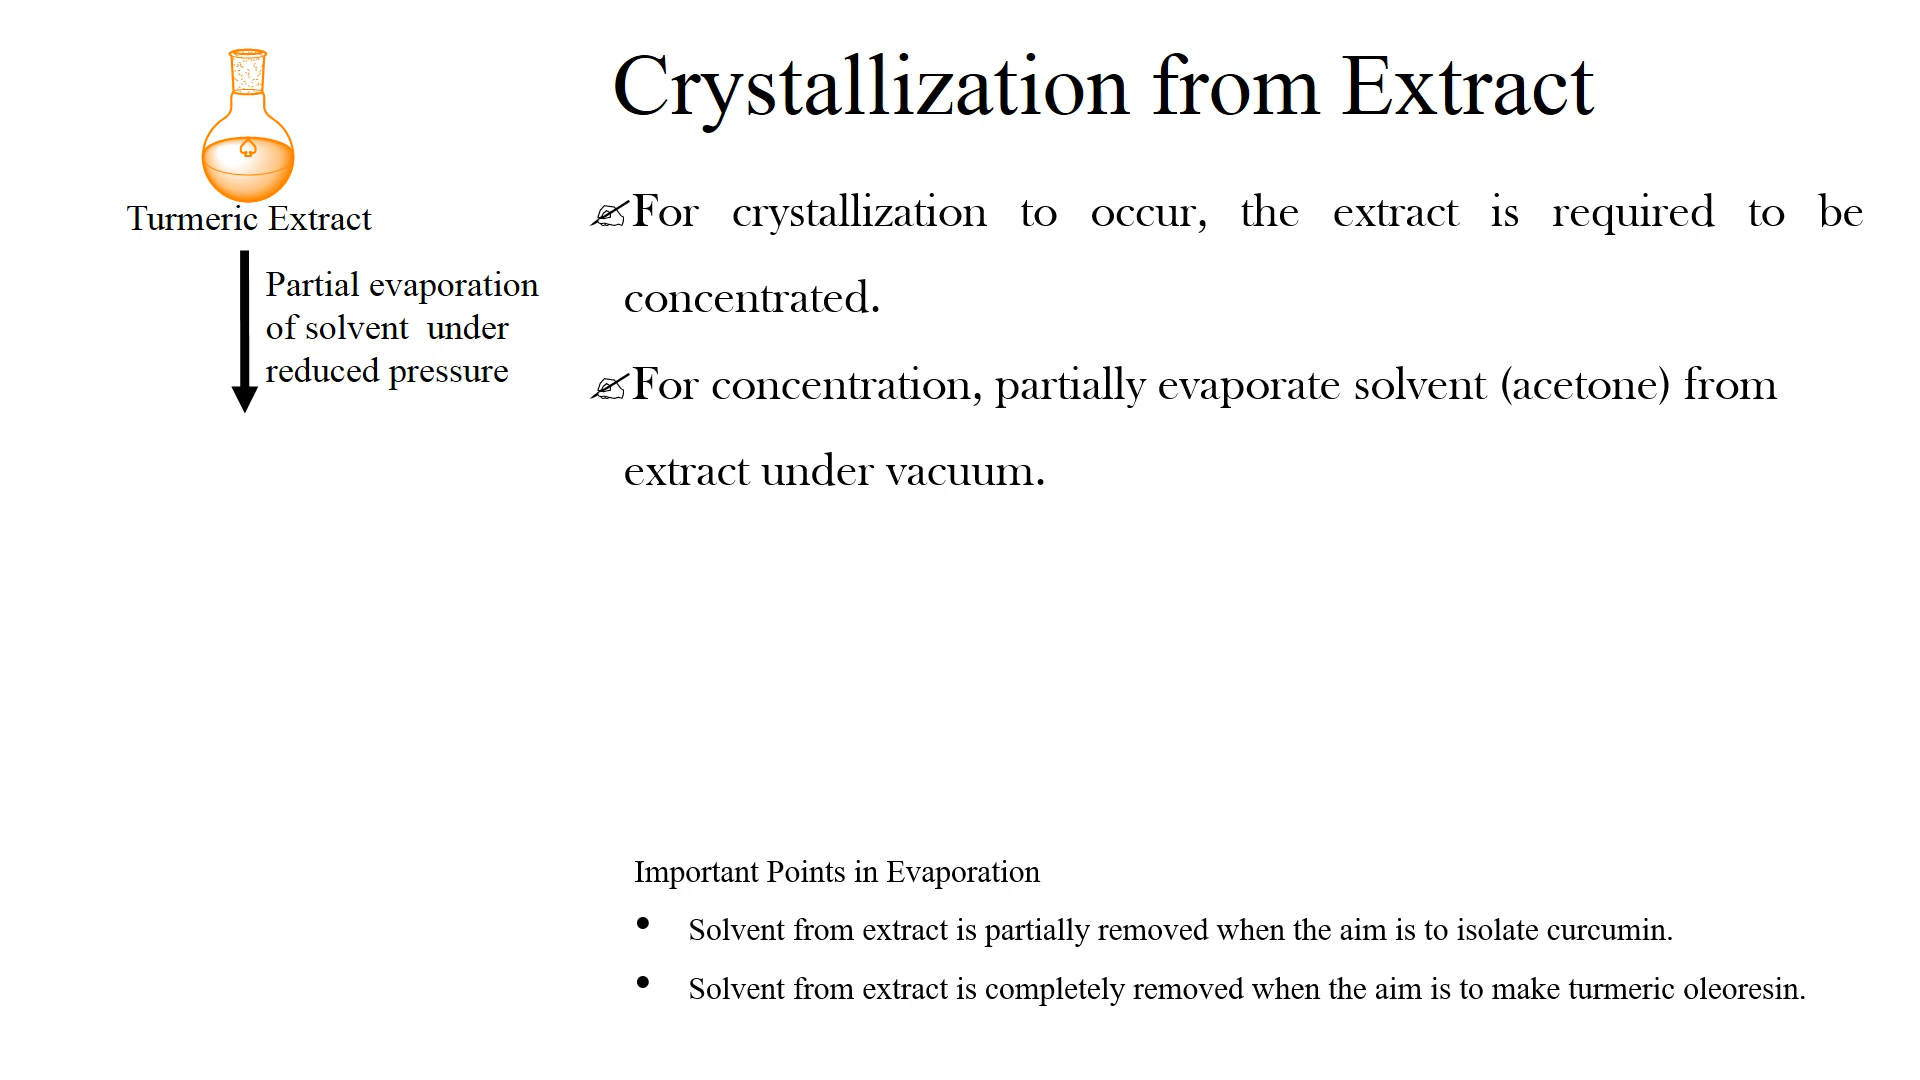 Crystallization from Extract
Turmeric Extract
Partial evaporation
of solvent under
reduced pressure
For crystallization to occur, the extract is required to be
concentrated.
For concentration, partially evaporate solvent (acetone) from
extract under vacuum.
Important Points in Evaporation
• Solvent from extract is partially removed when the aim is to isolate curcumin.
• Solvent from extract is completely removed when the aim is to make turmeric oleoresin.